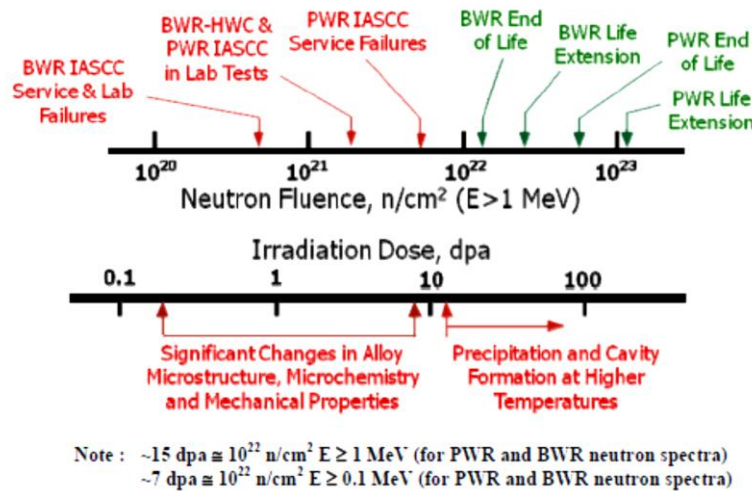 BWR IASCC
Service & Lab
Failures
BWR-HWC &
PWR IASCC
in Lab Tests
PWR IASCC
Service Failures
BWR End
of Life
BWR Life
Extension
PWR End
of Life
PWR Life
Extension
10²⁰ 10²¹ 10²² 10²³
Neutron Fluence, n/cm² (E>1 MeV)
Irradiation Dose, dpa
0.1 1 10 100
Significant Changes in Alloy
Microstructure, Microchemistry
and Mechanical Properties
Precipitation and Cavity
Formation at Higher
Temperatures
Note : ~15 dpa ≅ 10²² n/cm² E ≥ 1 MeV (for PWR and BWR neutron spectra)
~7 dpa ≅ 10²² n/cm² E ≥ 0.1 MeV (for PWR and BWR neutron spectra)